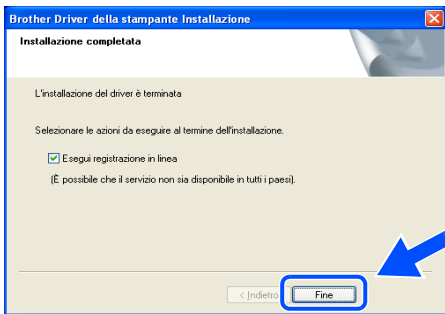 Brother Driver della stampante Installazione
Installazione completata
L'installazione del driver è terminata
Selezionare le azioni da eseguire al termine dell'installazione.
Esegui registrazione in linea
(È possibile che il servizio non sia disponibile in tutti i paesi).
< Indietro
Fine